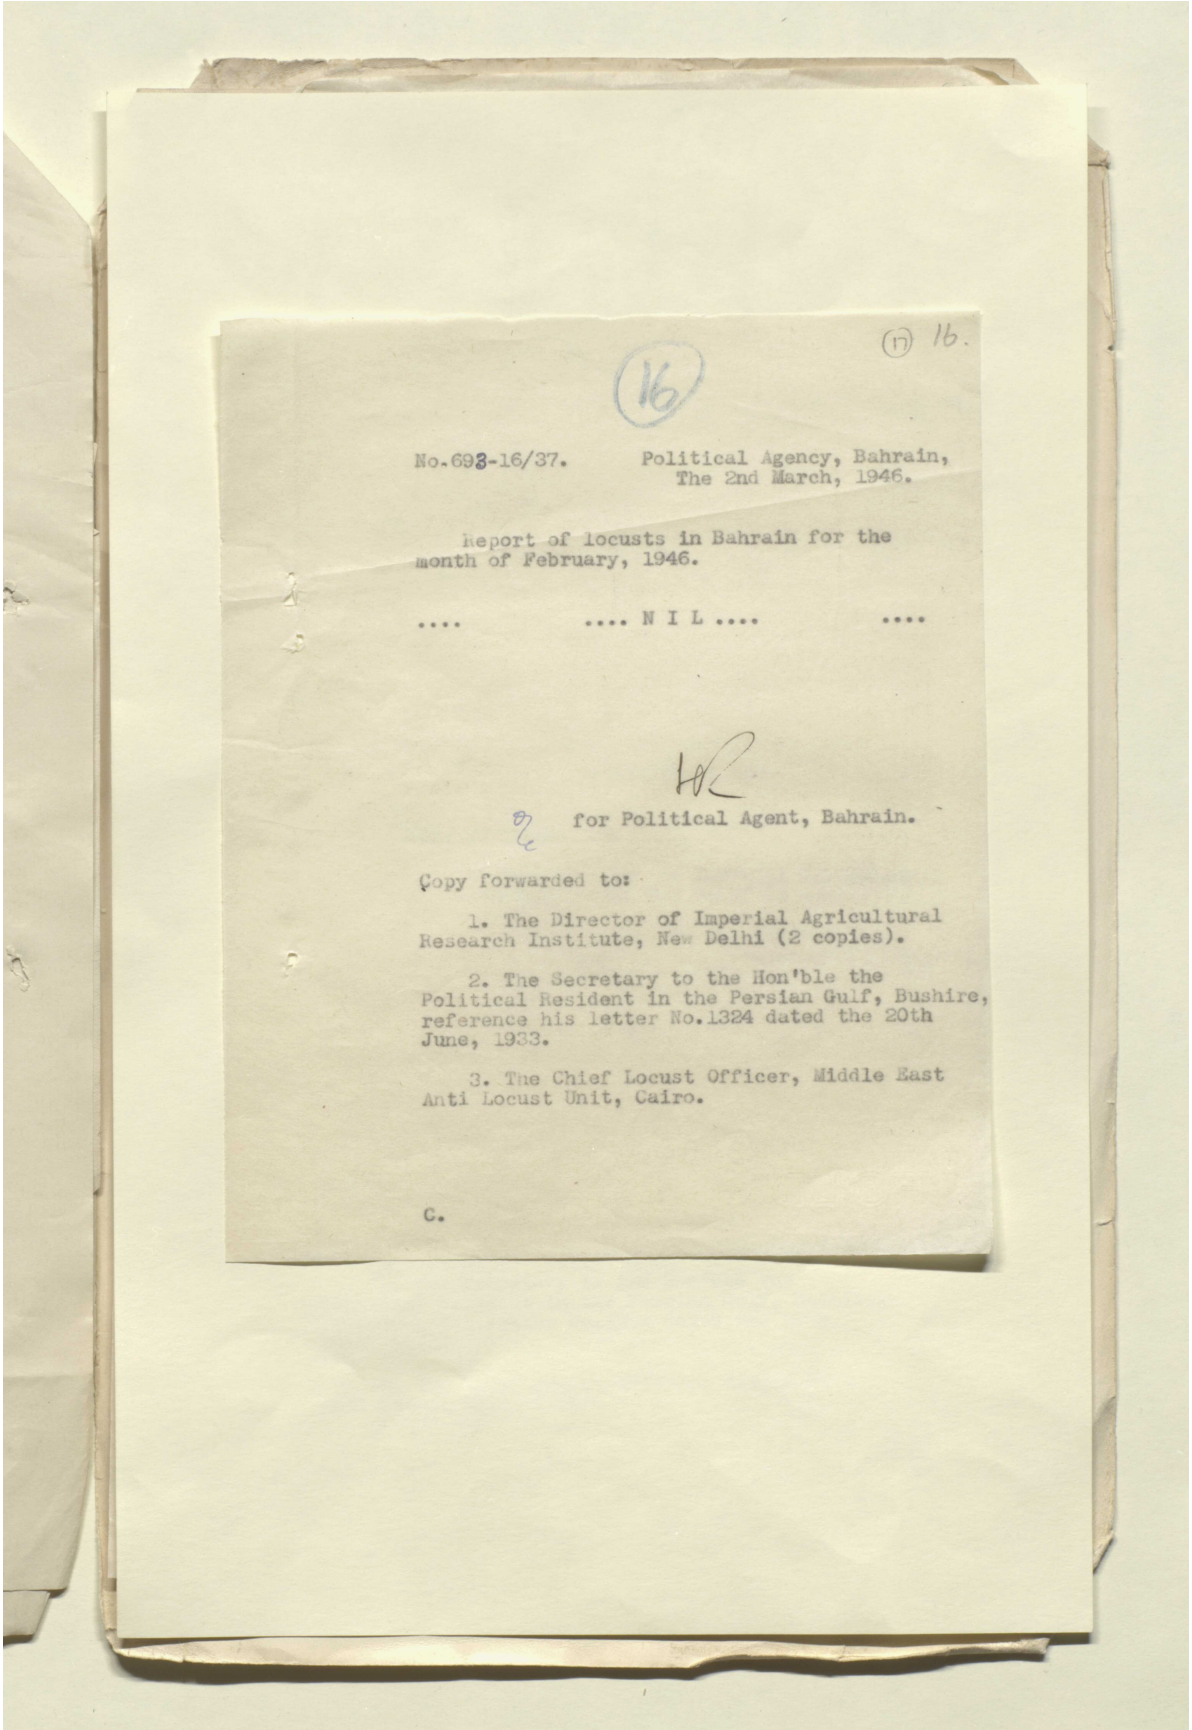 17 16.
16
No.693-16/37. Political Agency, Bahrain,
The 2nd March, 1946.
Report of locusts in Bahrain for the
month of February, 1946.
.... .... N I L .... ....
for Political Agent, Bahrain.
Copy forwarded to:
1. The Director of Imperial Agricultural
Research Institute, New Delhi (2 copies).
2. The Secretary to the Hon'ble the
Political Resident in the Persian Gulf, Bushire,
reference his letter No.1324 dated the 20th
June, 1933.
3. The Chief Locust Officer, Middle East
Anti Locust Unit, Cairo.
C.